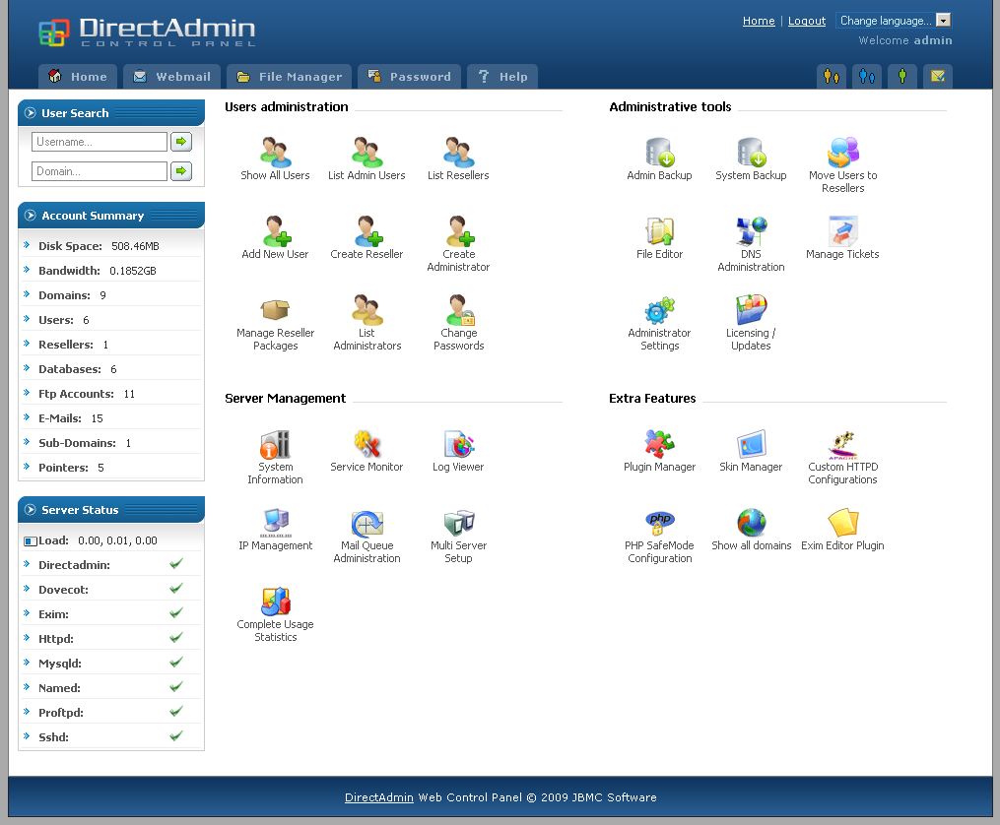 DirectAdmin
CONTROL PANEL
Home | Logout
Change language...
Welcome admin
Home
Webmail
File Manager
Password
Help
User Search
Username...
Domain...
Account Summary
Disk Space: 508.46MB
Bandwidth: 0.1852GB
Domains: 9
Users: 6
Resellers: 1
Databases: 6
Ftp Accounts: 11
E-Mails: 15
Sub-Domains: 1
Pointers: 5
Server Status
Load: 0.00, 0.01, 0.00
Directadmin:
Dovecot:
Exim:
Httpd:
Mysqld:
Named:
Proftpd:
Sshd:
Users administration
Show All Users
List Admin Users
List Resellers
Add New User
Create Reseller
Create
Administrator
Manage Reseller
Packages
List
Administrators
Change
Passwords
Administrative tools
Admin Backup
System Backup
Move Users to
Resellers
File Editor
DNS
Administration
Manage Tickets
Administrator
Settings
Licensing /
Updates
Server Management
System
Information
Service Monitor
Log Viewer
IP Management
Mail Queue
Administration
Multi Server
Setup
Complete Usage
Statistics
Extra Features
Plugin Manager
Skin Manager
APACHE
Custom HTTPD
Configurations
php
PHP SafeMode
Configuration
Show all domains
Exim Editor Plugin
DirectAdmin Web Control Panel © 2009 JBMC Software